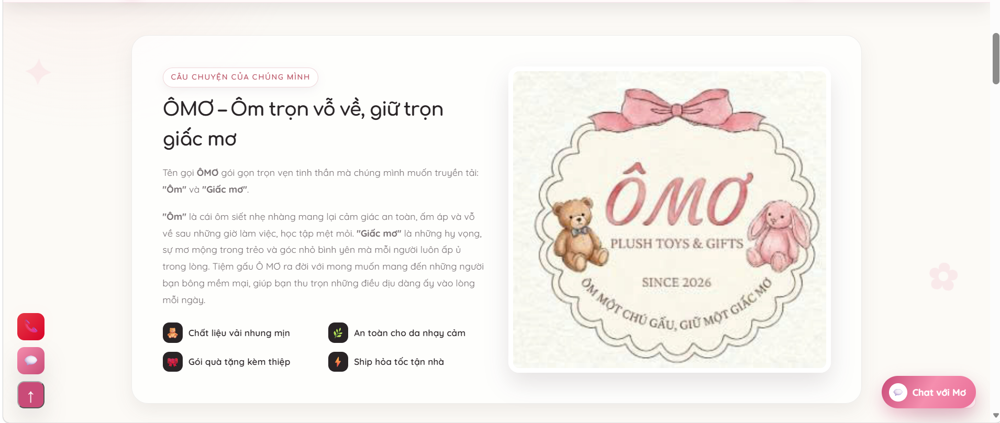 CÂU CHUYỆN CỦA CHÚNG MÌNH
ÔMƠ – Ôm trọn vỗ về, giữ trọn
giấc mơ
Tên gọi ÔMƠ gói gọn trọn vẹn tinh thần mà chúng mình muốn truyền tải:
"Ôm" và "Giấc mơ".
"Ôm" là cái ôm siết nhẹ nhàng mang lại cảm giác an toàn, ấm áp và vỗ
về sau những giờ làm việc, học tập mệt mỏi. "Giấc mơ" là những hy vọng,
sự mơ mộng trong trẻo và góc nhỏ bình yên mà mỗi người luôn ấp ủ
trong lòng. Tiệm gấu Ô MƠ ra đời với mong muốn mang đến những người
bạn bông mềm mại, giúp bạn thu trọn những điều dịu dàng ấy vào lòng
mỗi ngày.
Chất liệu vải nhung mịn
An toàn cho da nhạy cảm
Gói quà tặng kèm thiệp
Ship hỏa tốc tận nhà
ÔMƠ
PLUSH TOYS & GIFTS
SINCE 2026
ÔM MỘT CHÚ GẤU, GIỮ MỘT GIẤC MƠ
Chat với Mơ